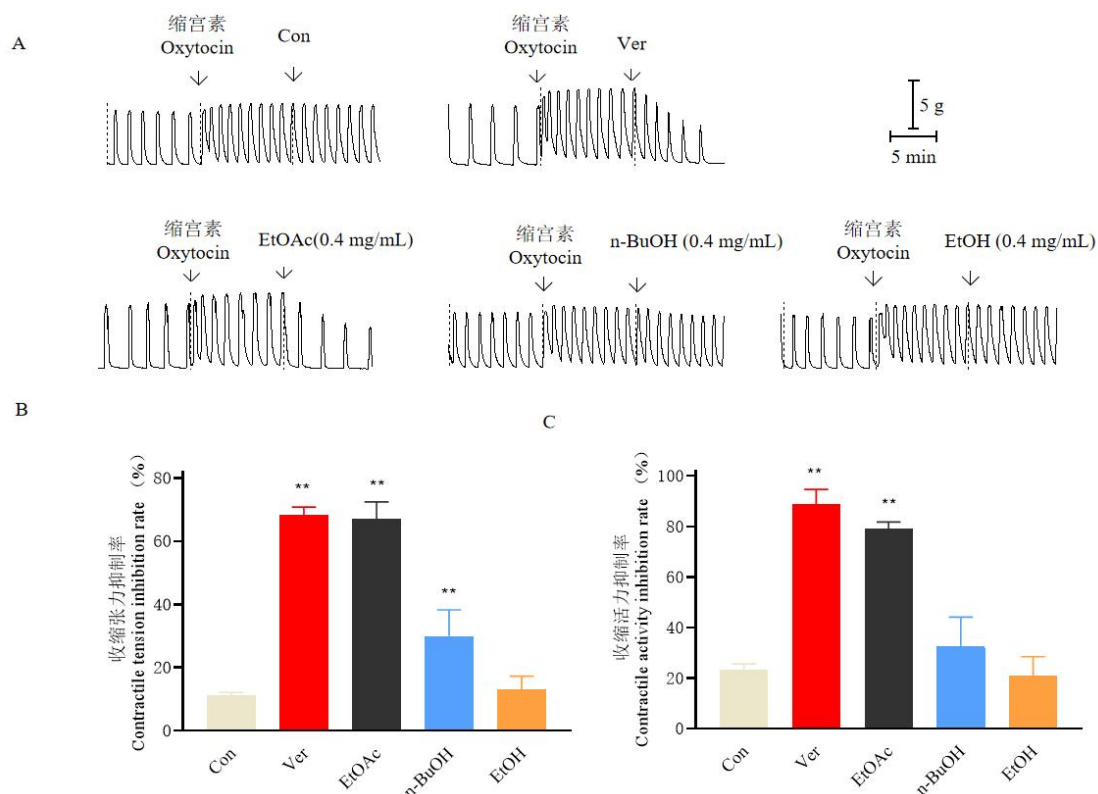 A
缩宫素
Oxytocin
Con
缩宫素
Oxytocin
Ver
5 g
5 min
缩宫素
Oxytocin
EtOAc(0.4 mg/mL)
缩宫素
Oxytocin
n-BuOH (0.4 mg/mL)
缩宫素
Oxytocin
EtOH (0.4 mg/mL)
B
收缩张力抑制率
Contractile tension inhibition rate（%）
80
60
40
20
0
**
**
**
Con
Ver
EtOAc
n-BuOH
EtOH
C
收缩活力抑制率
Contractile activity inhibition rate（%）
100
80
60
40
20
0
**
**
Con
Ver
EtOAc
n-BuOH
EtOH